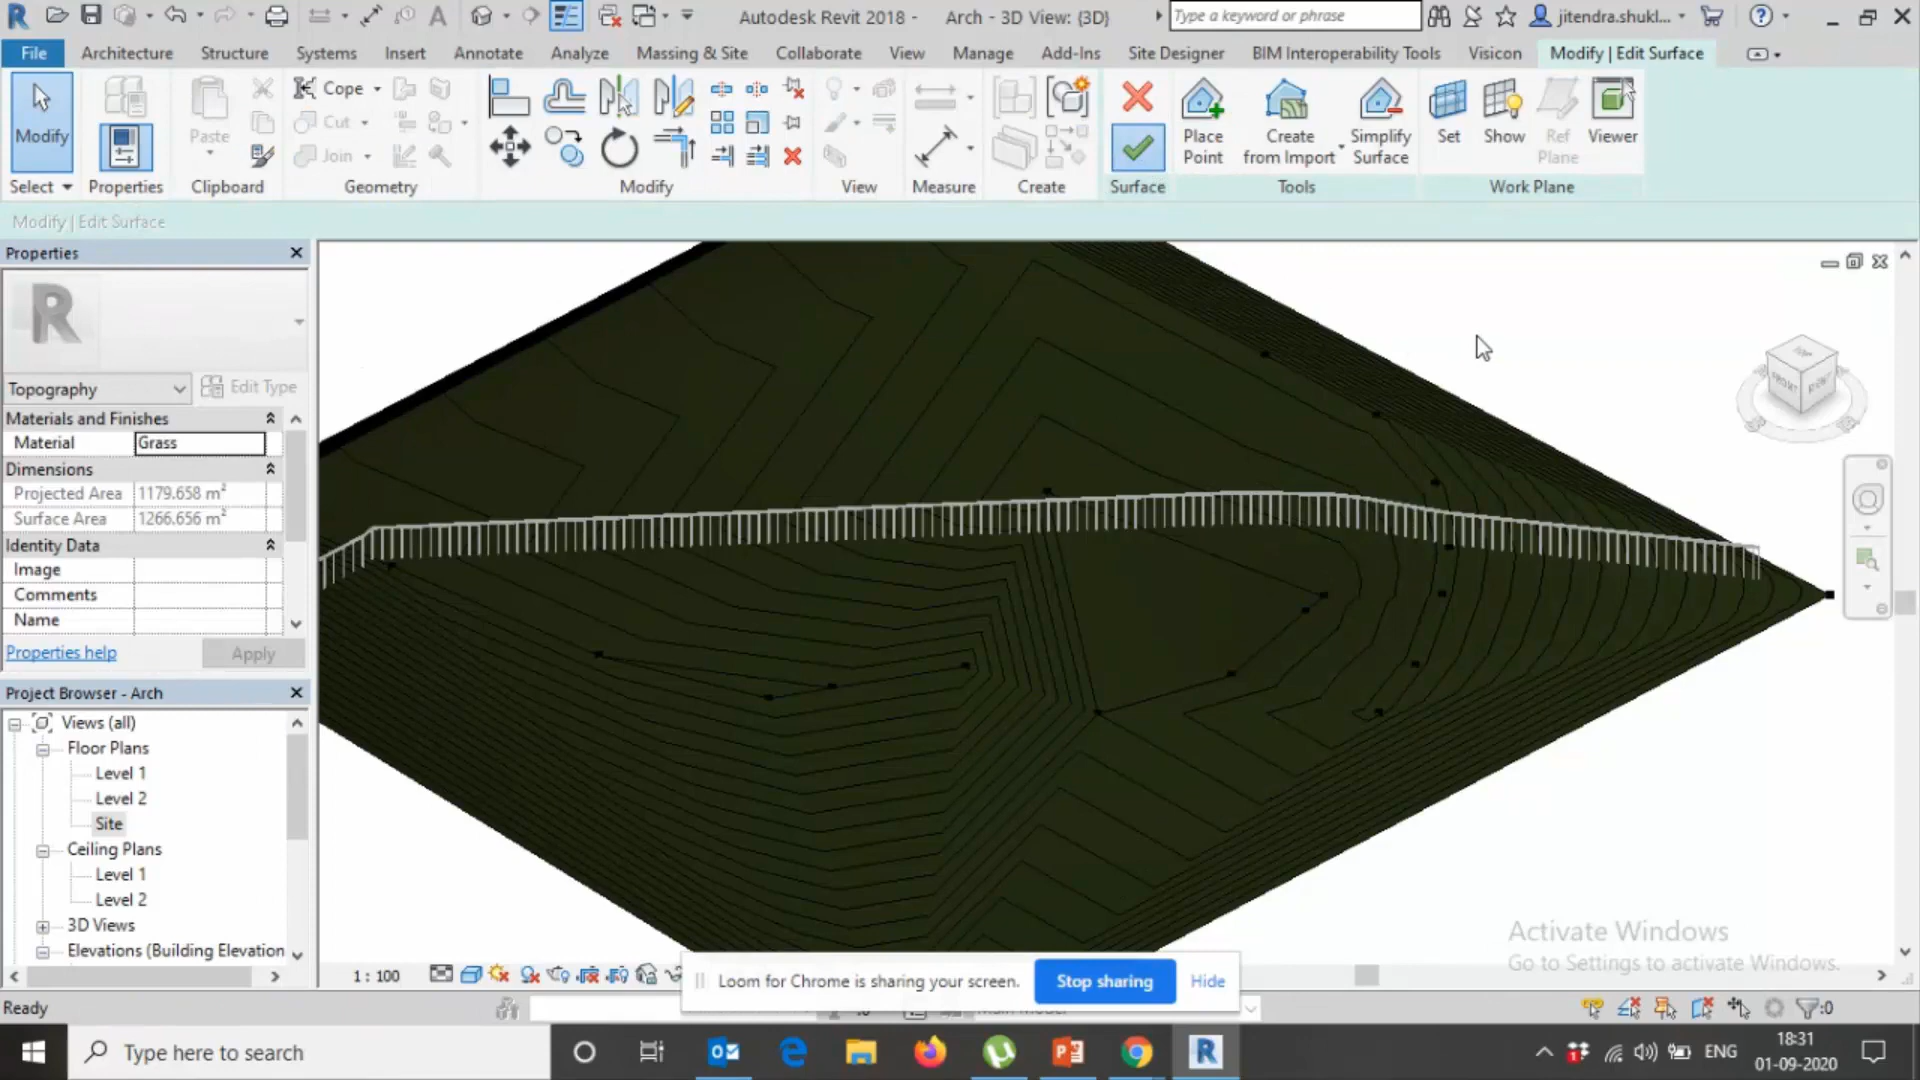 Autodesk Revit 2018 - Arch - 3D View: {3D}
Type a keyword or phrase
jitendra.shukl...
File Architecture Structure Systems Insert Annotate Analyze Massing & Site Collaborate View Manage Add-Ins Site Designer BIM Interoperability Tools Visicon Modify | Edit Surface
Modify
Paste
Cope
Cut
Join
Place Point
Create from Import
Simplify Surface
Set
Show
Ref Plane
Viewer
Select Properties Clipboard Geometry Modify View Measure Create Surface Tools Work Plane
Modify | Edit Surface
Properties
Topography
Edit Type
Materials and Finishes
Material Grass
Dimensions
Projected Area 1179.658 m²
Surface Area 1266.656 m²
Identity Data
Image
Comments
Name
Properties help Apply
Project Browser - Arch
Views (all)
Floor Plans
Level 1
Level 2
Site
Ceiling Plans
Level 1
Level 2
3D Views
Elevations (Building Elevation
TOP
FRONT
RIGHT
Activate Windows
Go to Settings to activate Windows.
1 : 100
Loom for Chrome is sharing your screen. Stop sharing Hide
Ready
:0
Type here to search
ENG
18:31
01-09-2020